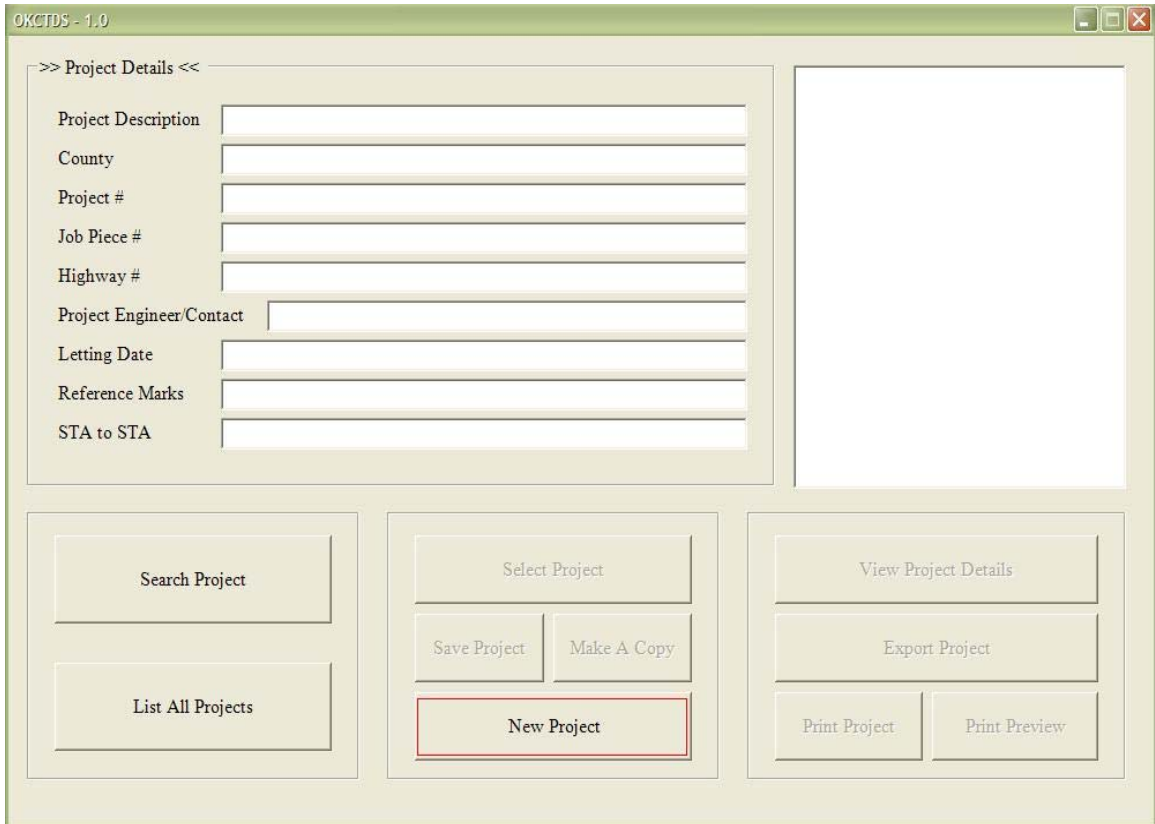 OKCTDS - 1.0
>> Project Details <<
Project Description
County
Project #
Job Piece #
Highway #
Project Engineer/Contact
Letting Date
Reference Marks
STA to STA
Search Project
List All Projects
Select Project
Save Project
Make A Copy
New Project
View Project Details
Export Project
Print Project
Print Preview